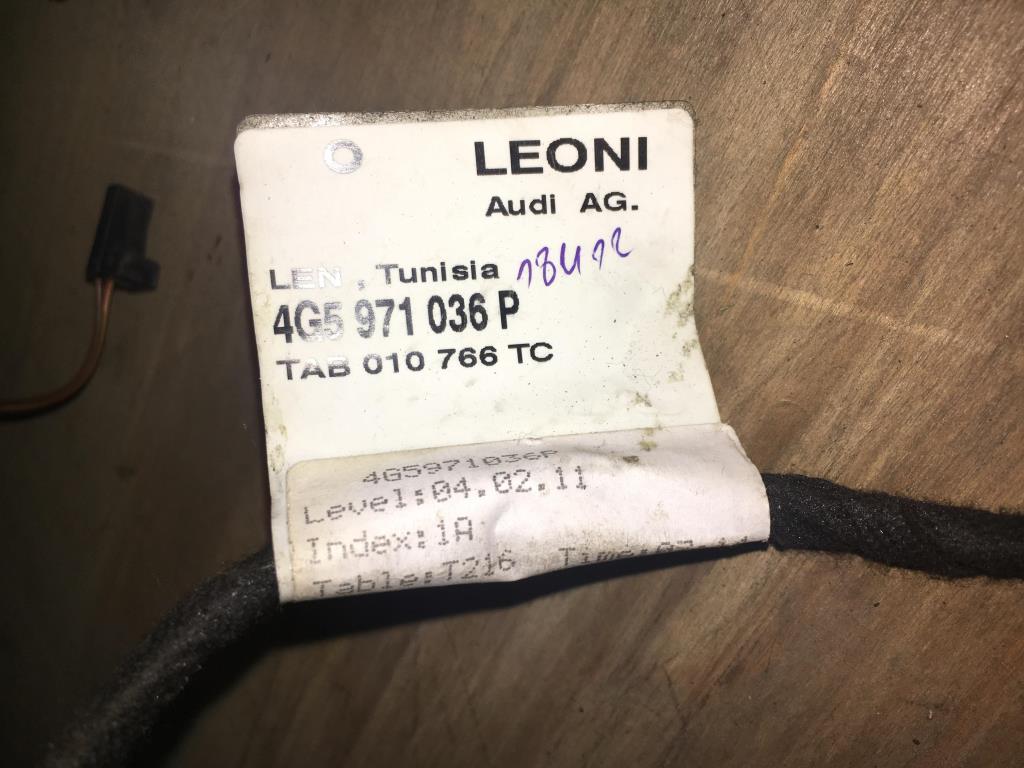 LEONI
Audi AG.
LEN , Tunisia
4G5 971 036 P
TAB 010 766 TC
4G5971036P
Level:04.02.11
Index:1A
Table:T216 Time: